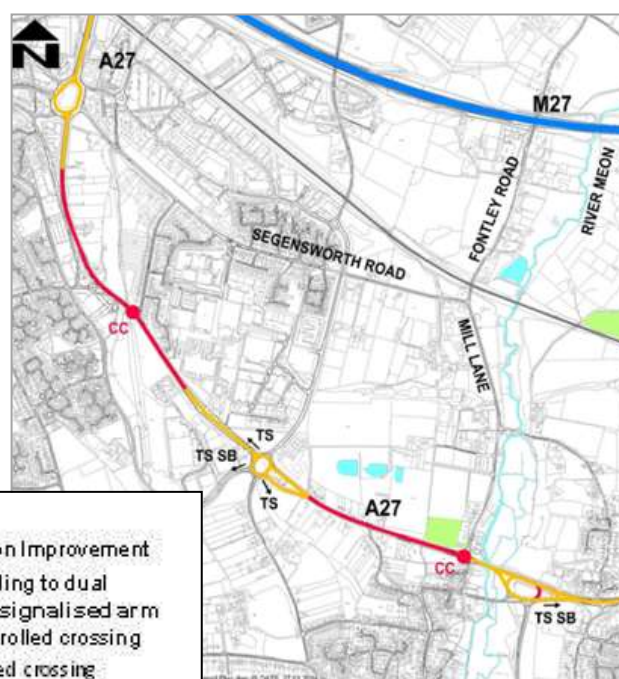 N
A27
M27
FONTLEY ROAD
RIVER MEON
SEGENSWORTH ROAD
CC
MILL LANE
TS
TS SB
TS
A27
CC
TS SB
on Improvement
ling to dual
signalised arm
rolled crossing
ed crossing